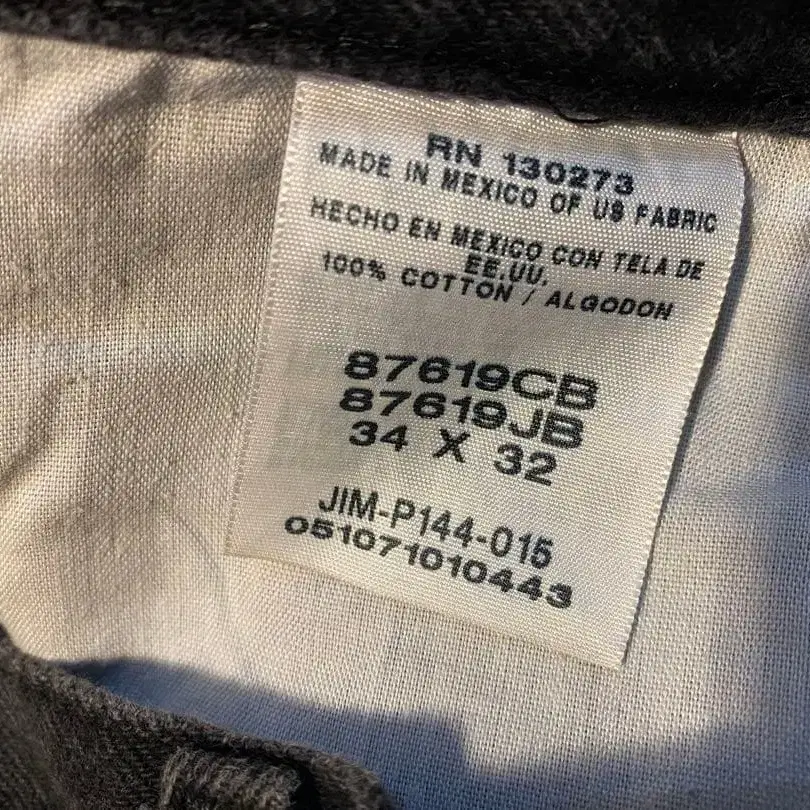 RN 130273
MADE IN MEXICO OF US FABRIC
HECHO EN MEXICO CON TELA DE
EE.UU.
100% COTTON / ALGODON
87619CB
87619JB
34 X 32
JIM-P144-015
051071010443